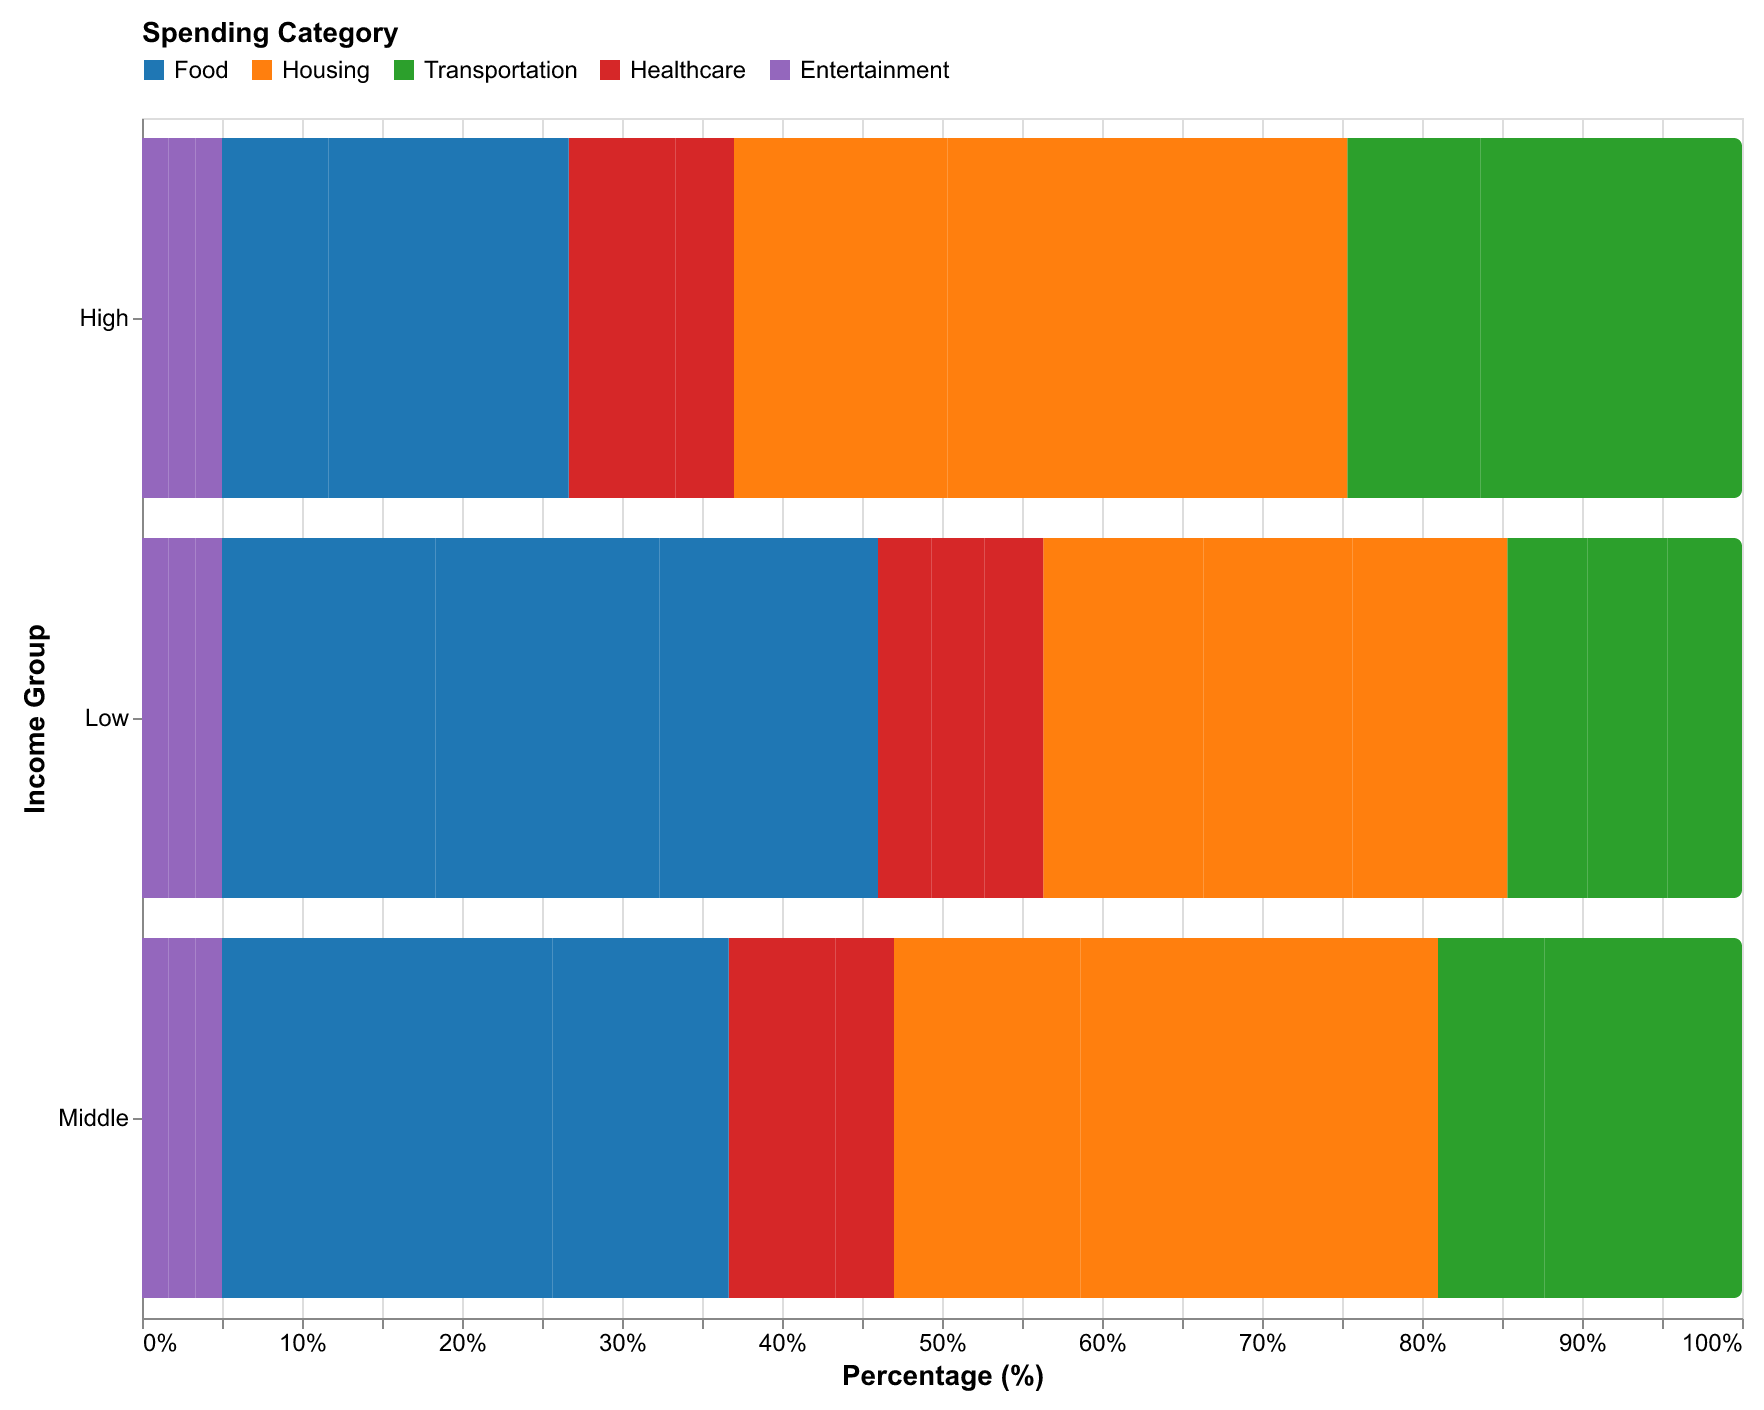 Spending Category
Food Housing Transportation Healthcare Entertainment
High
Low
Middle
Income Group
0% 10% 20% 30% 40% 50% 60% 70% 80% 90% 100%
Percentage (%)